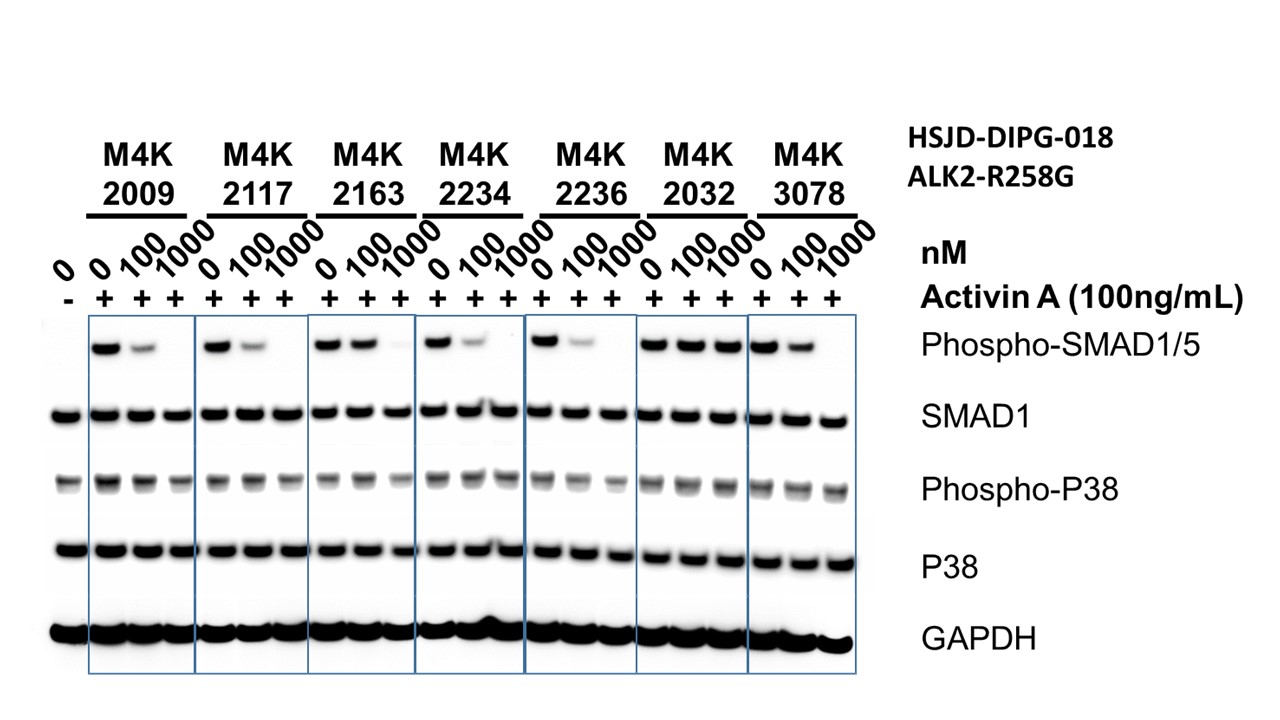 HSJD-DIPG-018
ALK2-R258G
M4K M4K M4K M4K M4K M4K M4K
2009 2117 2163 2234 2236 2032 3078
0 0 100 1000 0 100 1000 0 100 1000 0 100 1000 0 100 1000 0 100 1000 0 100 1000 nM
- + + + + + + + + + + + + + + + + + + + + + Activin A (100ng/mL)
Phospho-SMAD1/5
SMAD1
Phospho-P38
P38
GAPDH